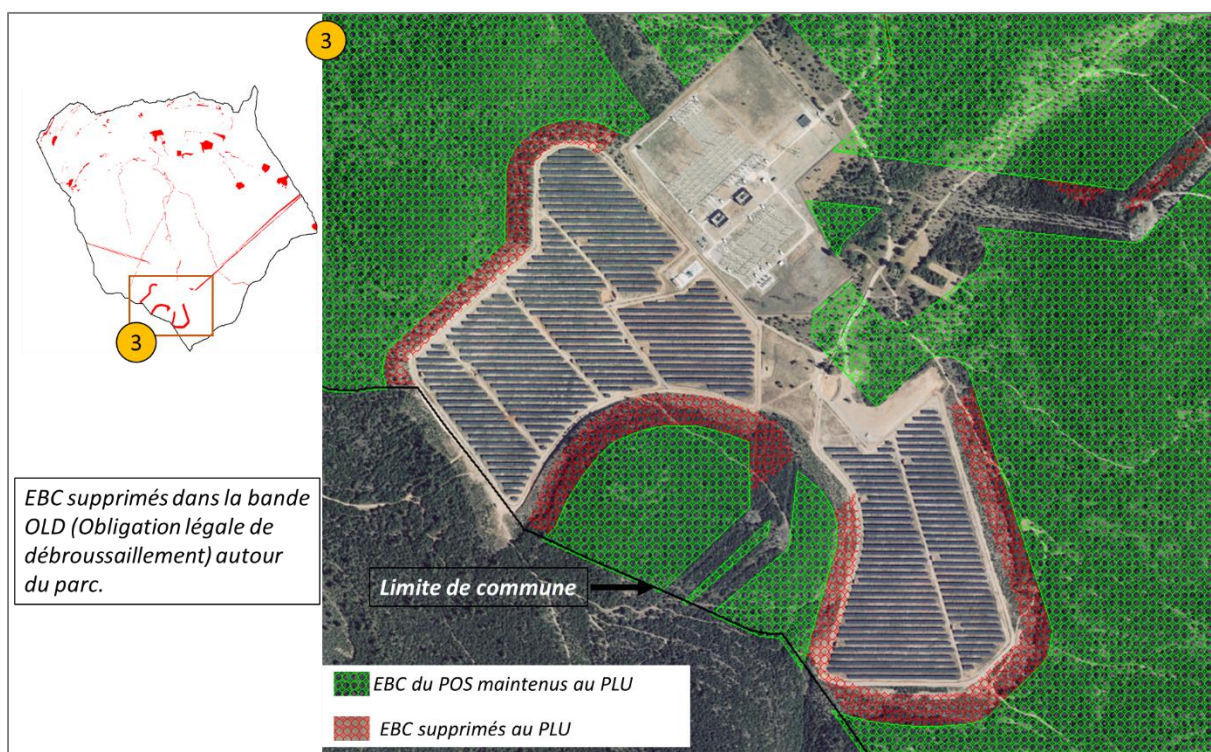 3
3
EBC supprimés dans la bande
OLD (Obligation légale de
débroussaillement) autour
du parc.
Limite de commune
EBC du POS maintenus au PLU
EBC supprimés au PLU